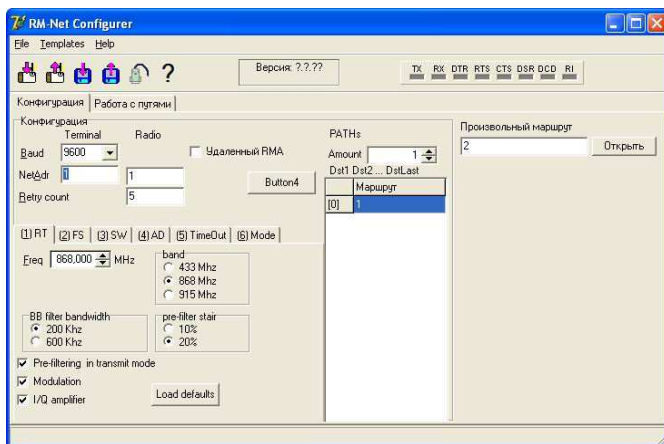 RM-Net Configurer
File Templates Help
Версия: ?.?.??
TX RX DTR RTS CTS DSR DCD RI
Конфигурация Работа с путями
Конфигурация
Terminal Radio
Baud 9600
Удаленный RMA
NetAdr 1 1
Button4
Retry count 5
PATHs
Amount 1
Dst1 Dst2 ... DstLast
Маршрут
[0] 1
Произвольный маршрут
2 Открыть
(1) RT (2) FS (3) SW (4) AD (5) TimeOut (6) Mode
Freq 868,000 MHz
band
433 Mhz
868 Mhz
915 Mhz
BB filter bandwidth
200 Khz
600 Khz
pre-filter stair
10%
20%
Pre-filtering in transmit mode
Modulation
I/Q amplifier
Load defaults